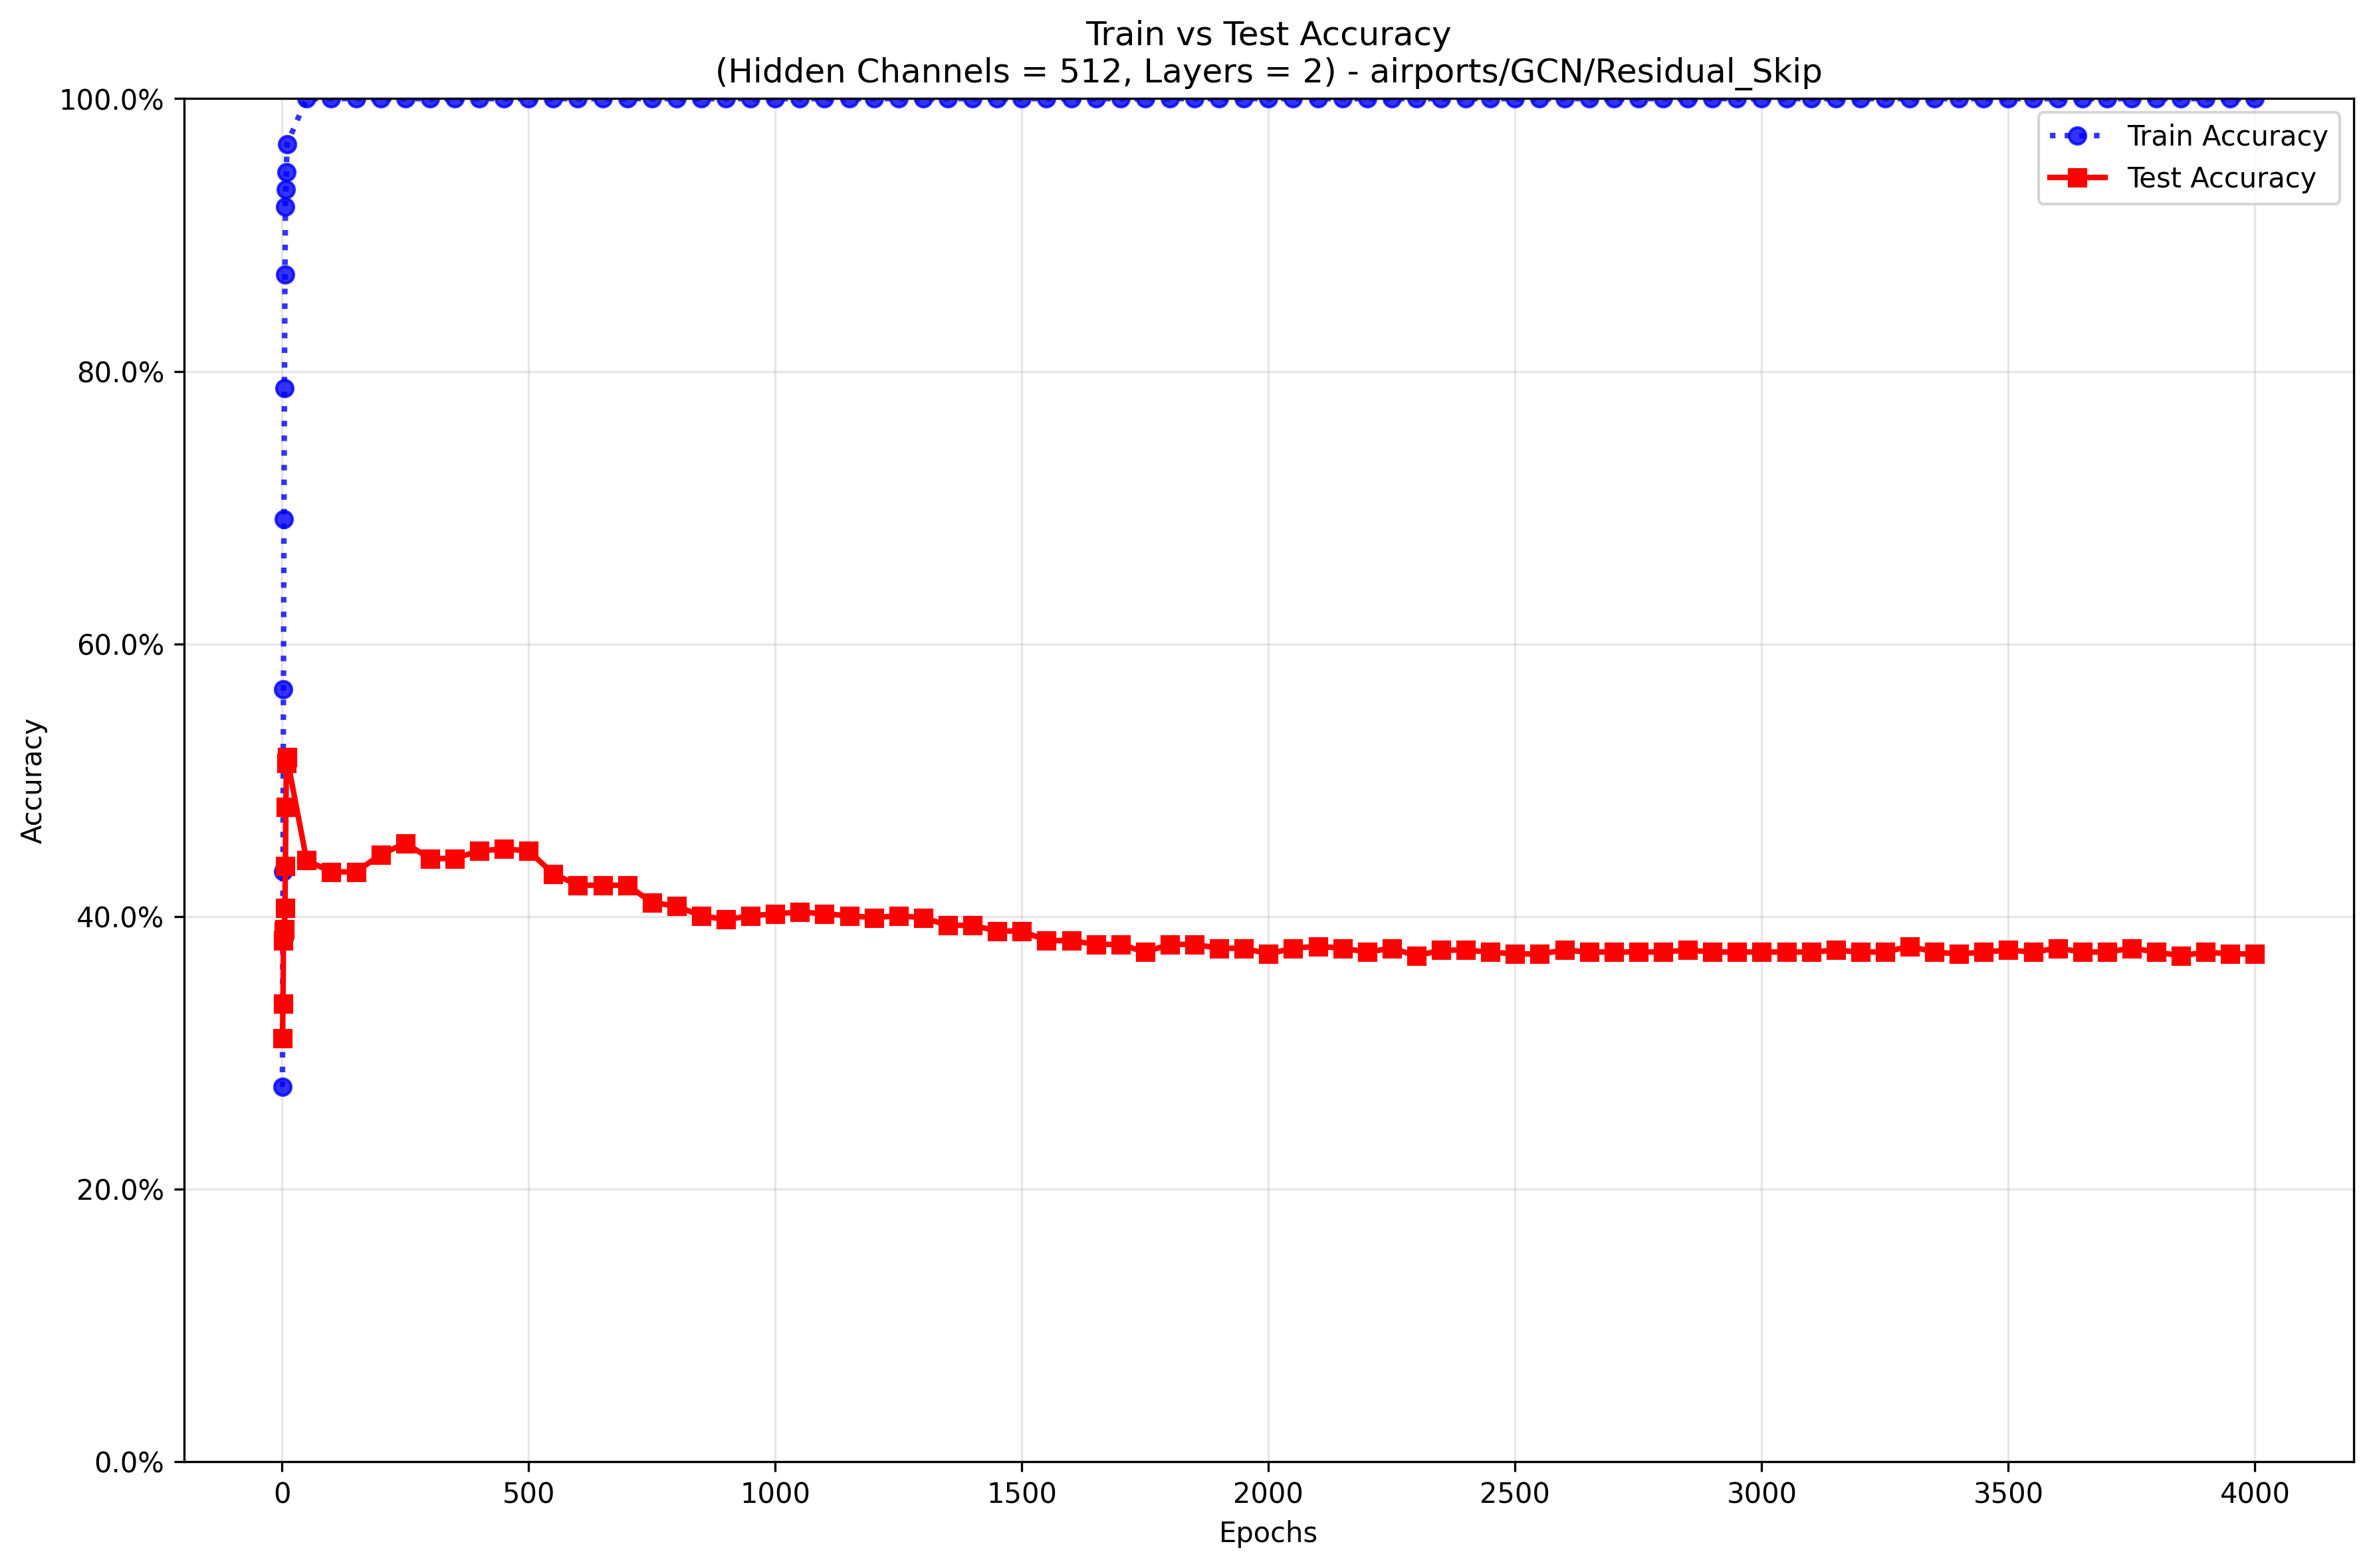 Train vs Test Accuracy
(Hidden Channels = 512, Layers = 2) - airports/GCN/Residual_Skip
100.0%
80.0%
60.0%
40.0%
20.0%
0.0%
Accuracy
Train Accuracy
Test Accuracy
0
500
1000
1500
2000
2500
3000
3500
4000
Epochs